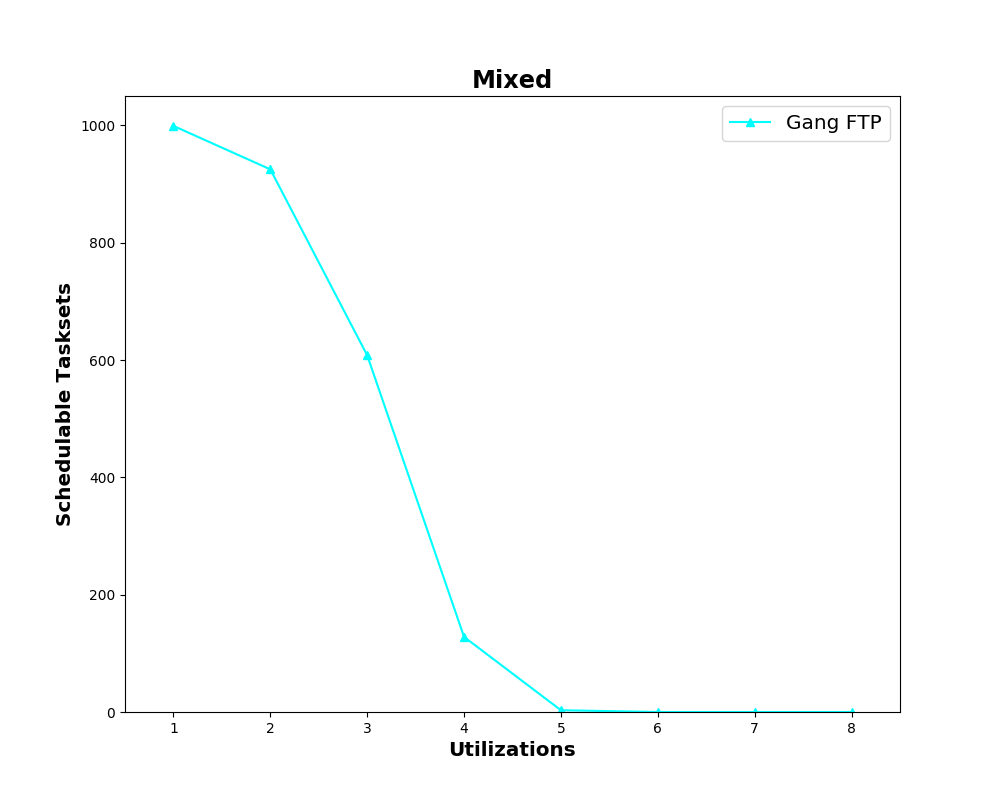 Mixed
Gang FTP
Schedulable Tasksets
1000
800
600
400
200
0
1 2 3 4 5 6 7 8
Utilizations